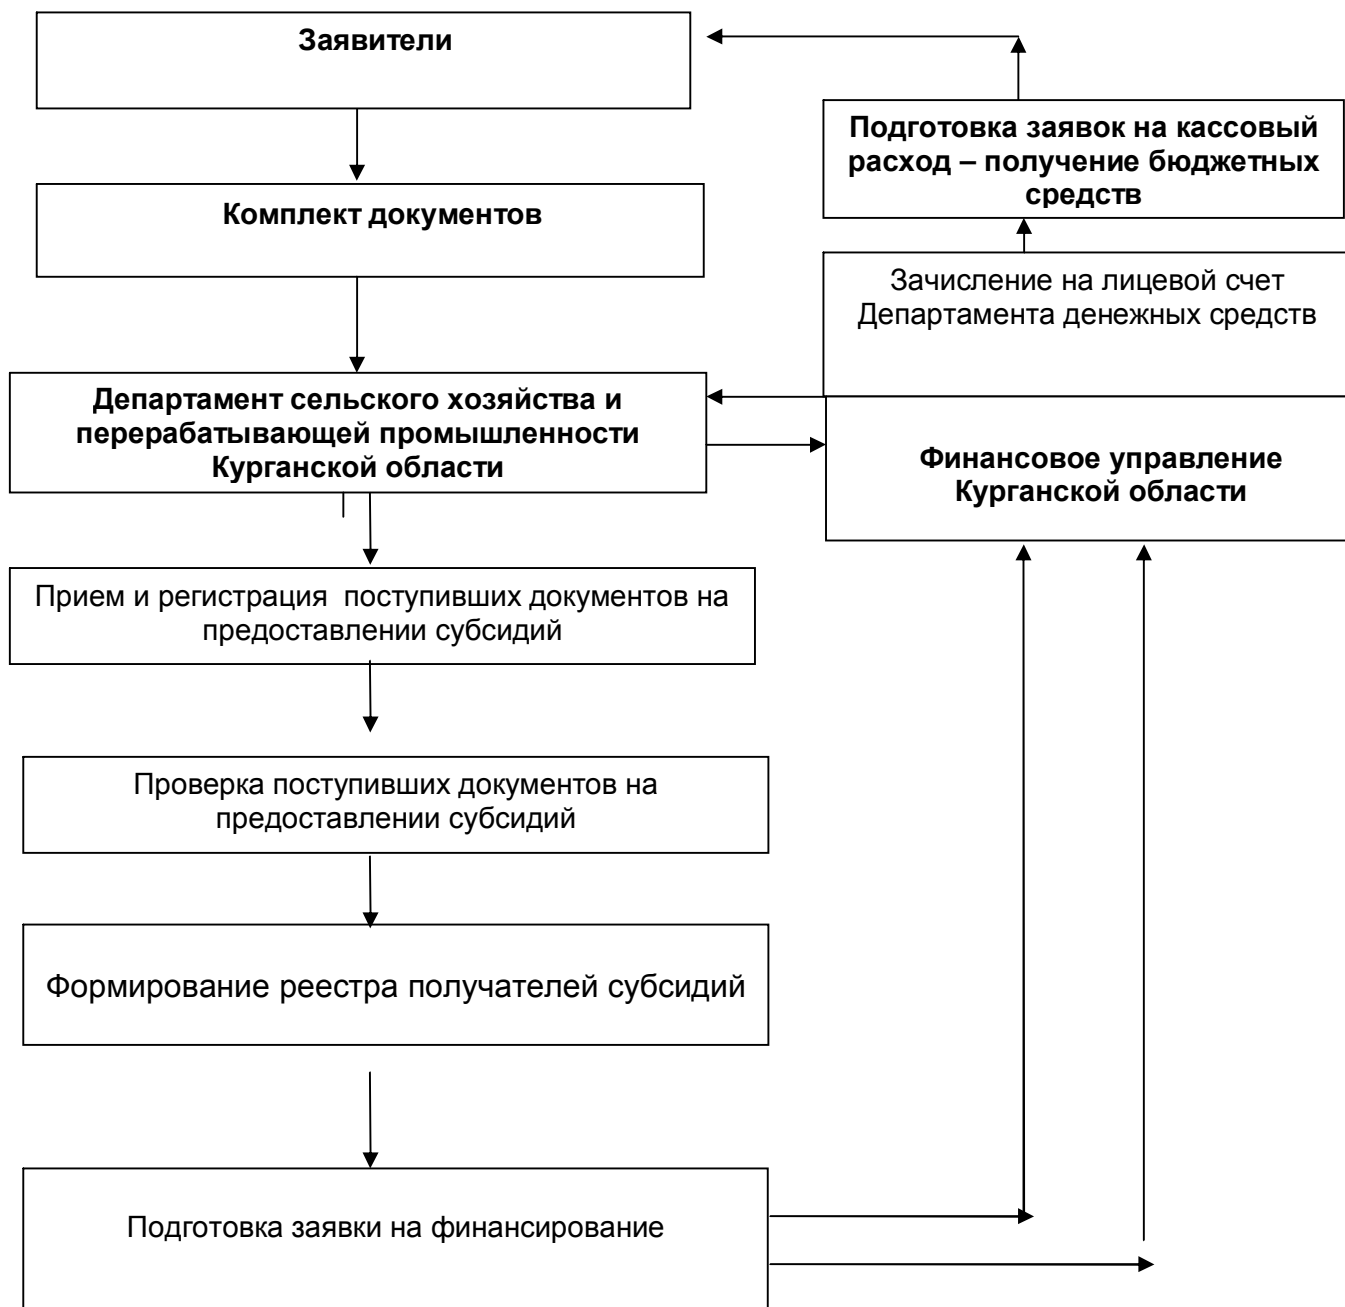 Заявители
Подготовка заявок на кассовый
расход – получение бюджетных
средств
Комплект документов
Зачисление на лицевой счет
Департамента денежных средств
Департамент сельского хозяйства и
перерабатывающей промышленности
Курганской области
Финансовое управление
Курганской области
Прием и регистрация  поступивших документов на
предоставлении субсидий
Проверка поступивших документов на
предоставлении субсидий
Формирование реестра получателей субсидий
Подготовка заявки на финансирование